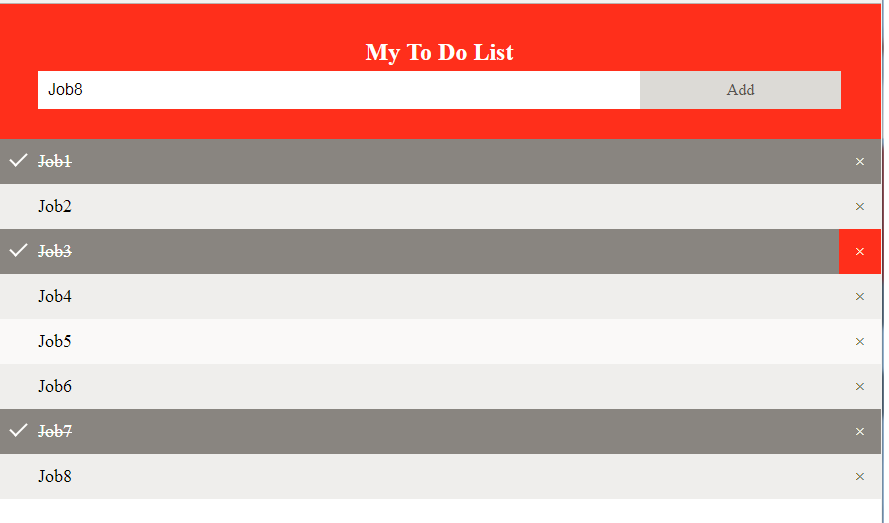 My To Do List
Job8 Add
Job1 ×
Job2 ×
Job3 ×
Job4 ×
Job5 ×
Job6 ×
Job7 ×
Job8 ×